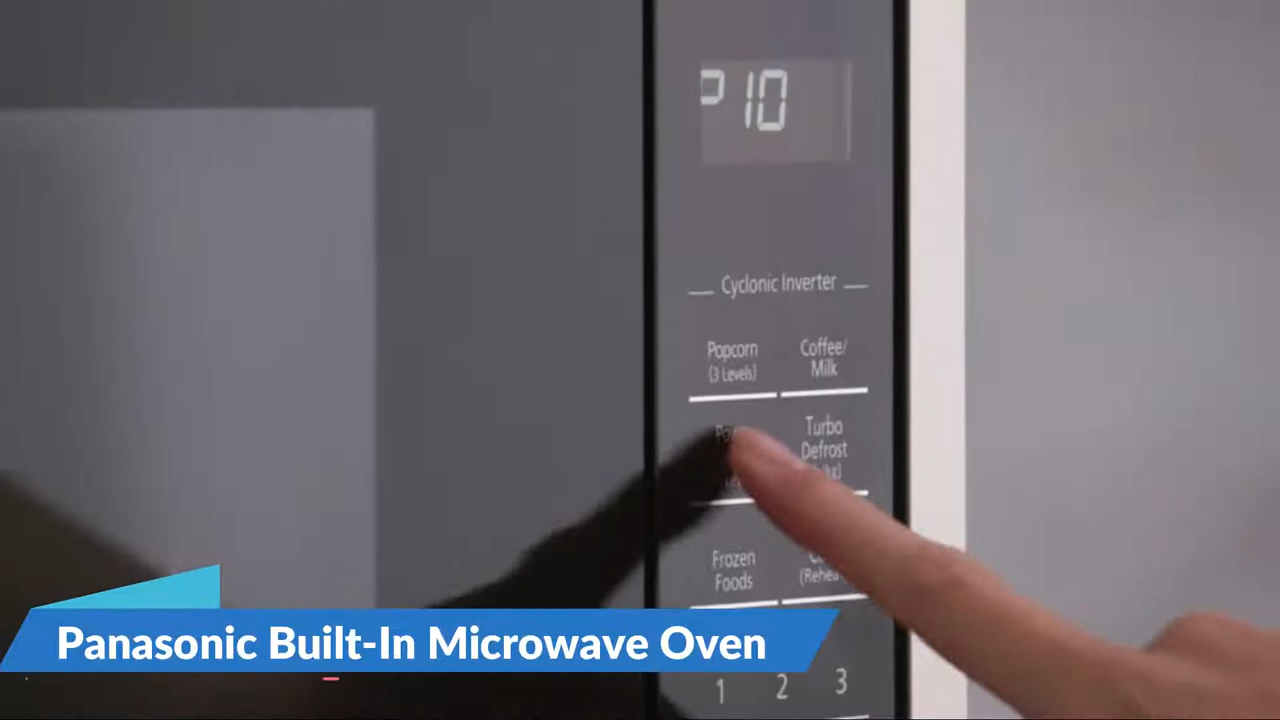 P 10
Cyclonic Inverter
Popcorn
(3 Levels)
Coffee/
Milk
Turbo
Defrost
Frozen
Foods
Panasonic Built-In Microwave Oven
1 2 3